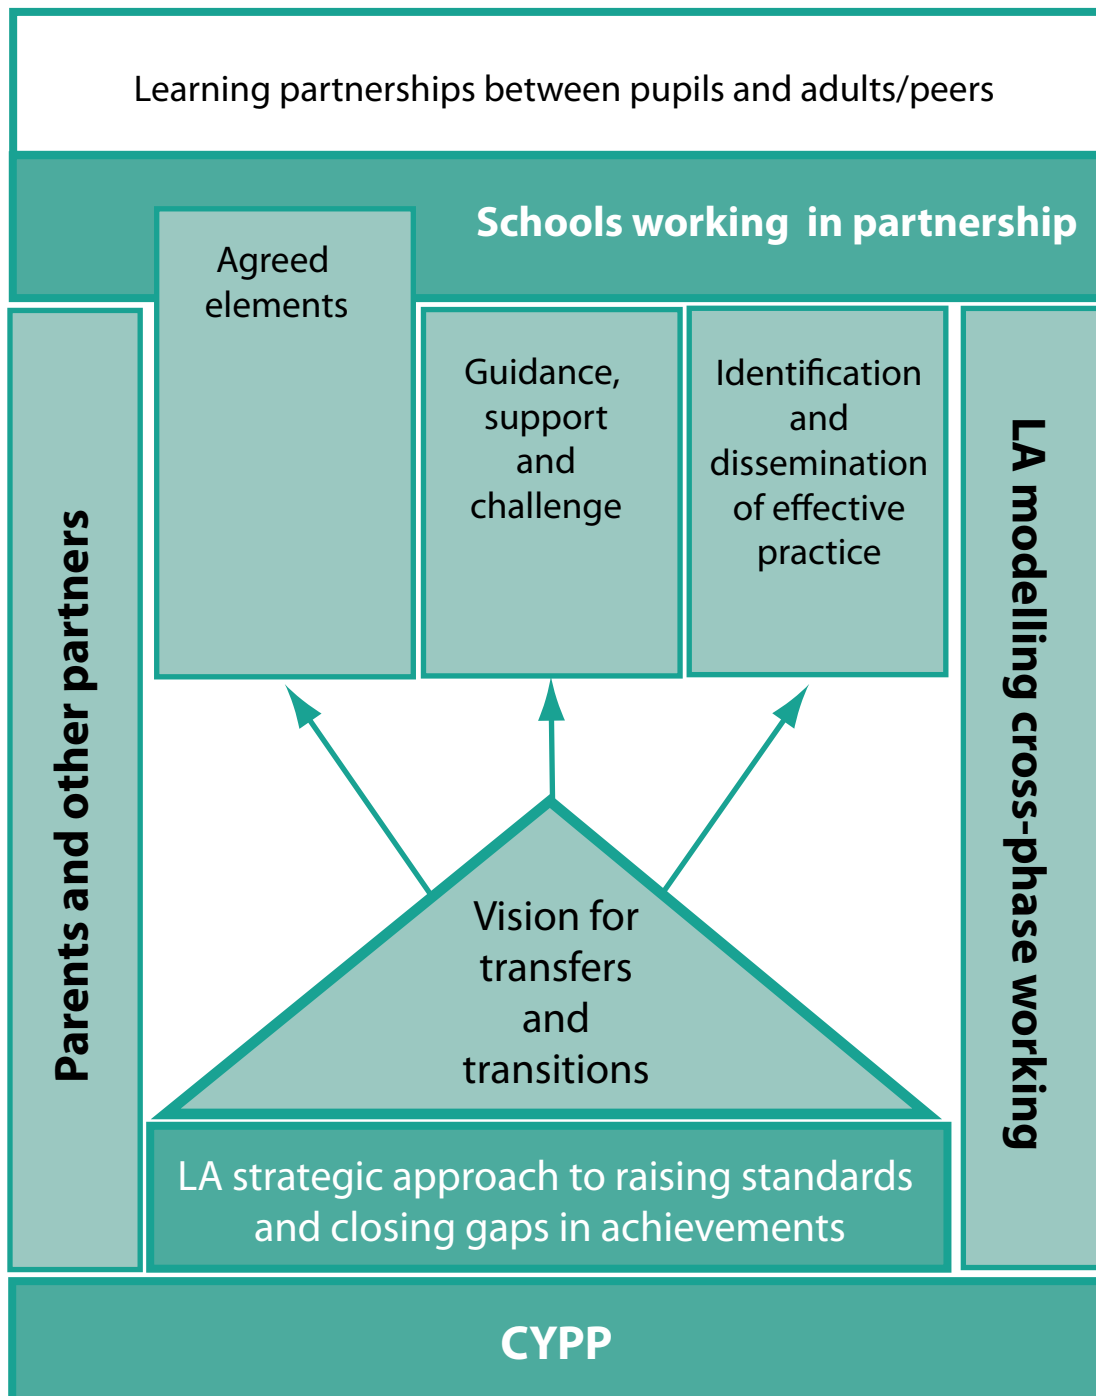 Learning partnerships between pupils and adults/peers
Schools working in partnership
Agreed
elements
Guidance,
support
and
challenge
Identification
and
dissemination
of effective
practice
Parents and other partners
LA modelling cross-phase working
Vision for
transfers
and
transitions
LA strategic approach to raising standards
and closing gaps in achievements
CYPP